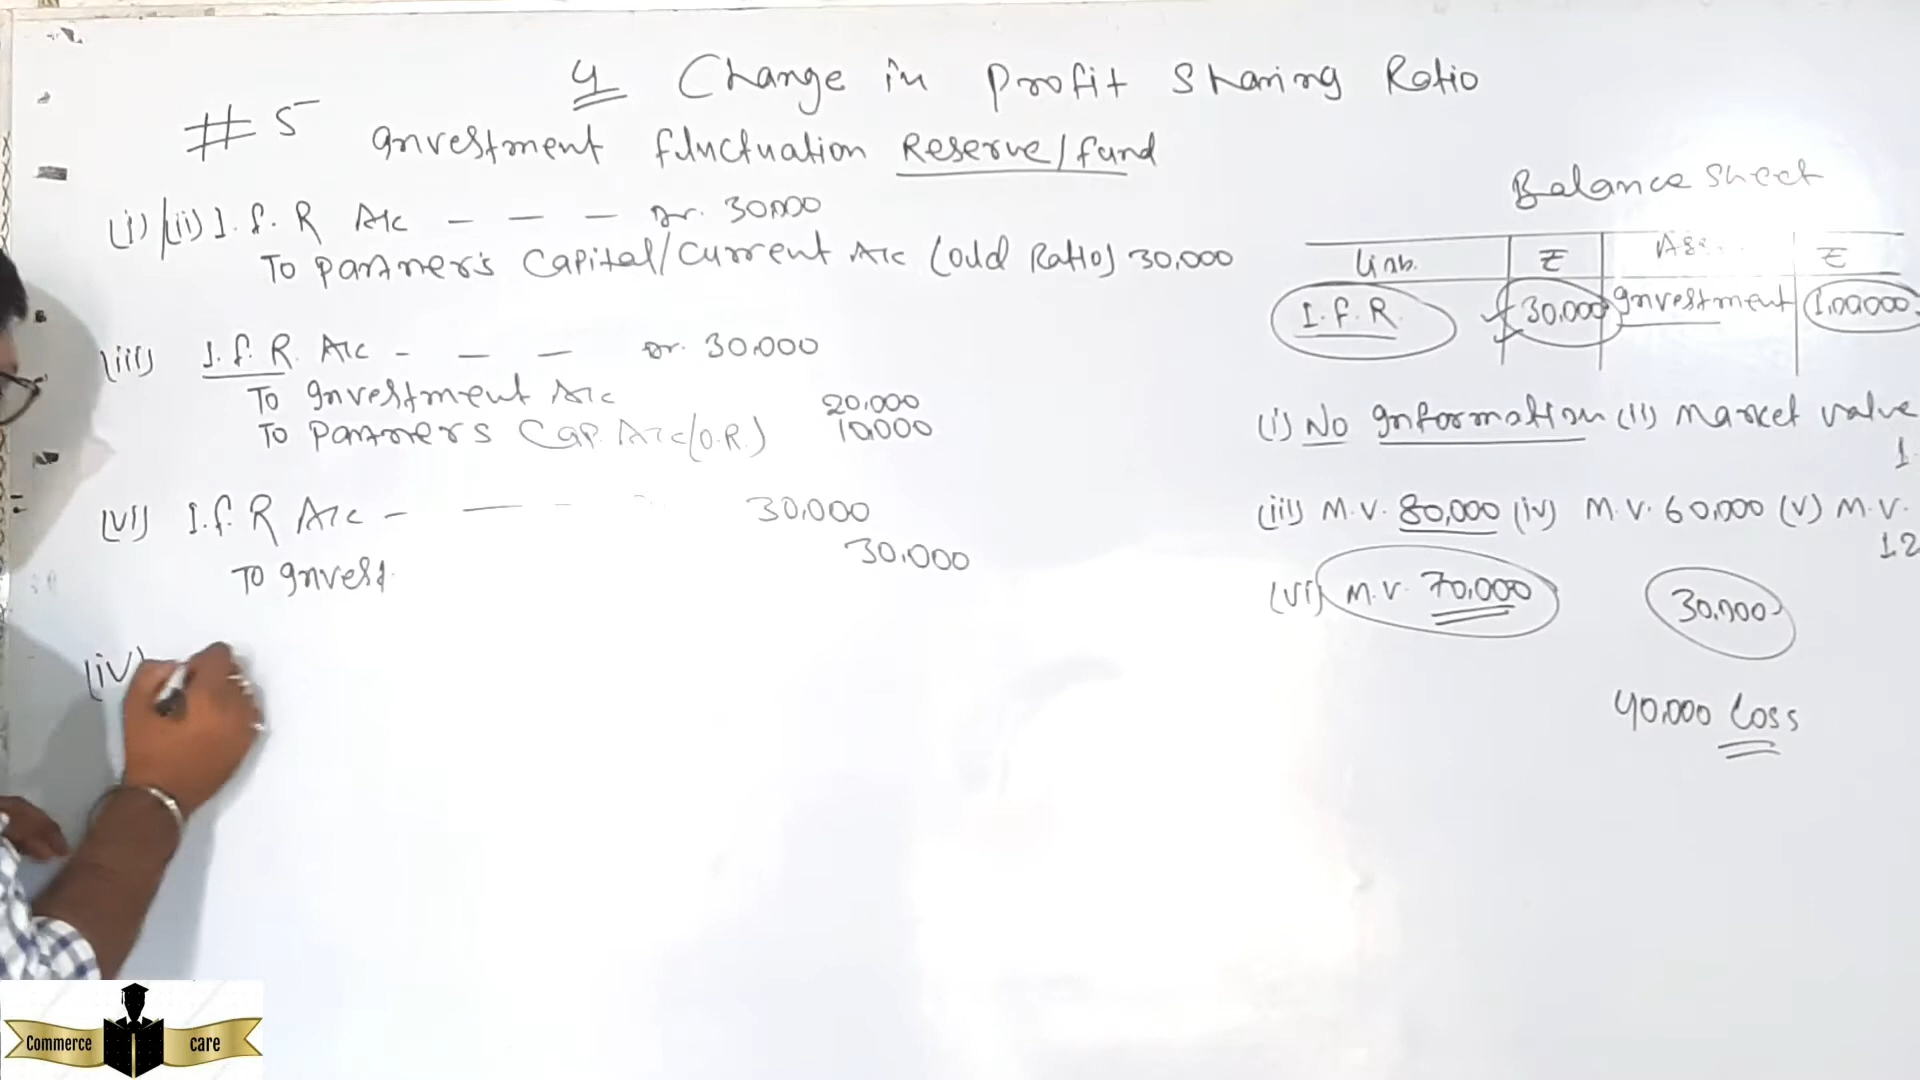 4 Change in Profit Sharing Ratio
# 5 Investment fluctuation Reserve/fund
(i)/(ii) I.f.R A/c - - - Dr. 30,000
To Partner's Capital/Current A/c (Old Ratio) 30,000
(iii) I.f.R. A/c - - - Dr. 30,000
To Investment A/c 20,000
To Partner's Cap. A/c (O.R.) 10,000
(vi) I.f.R A/c - - - 30,000
To Invest. 30,000
(iv)
Balance Sheet
Liab. ₹ Ass... ₹
I.f.R. 30,000 Investment 1,00,000
(i) No Information (ii) Market value
1
(iii) M.V. 80,000 (iv) M.V. 60,000 (v) M.V.
12
(vi) M.V. 70,000 30,000
40,000 Loss
Commerce care